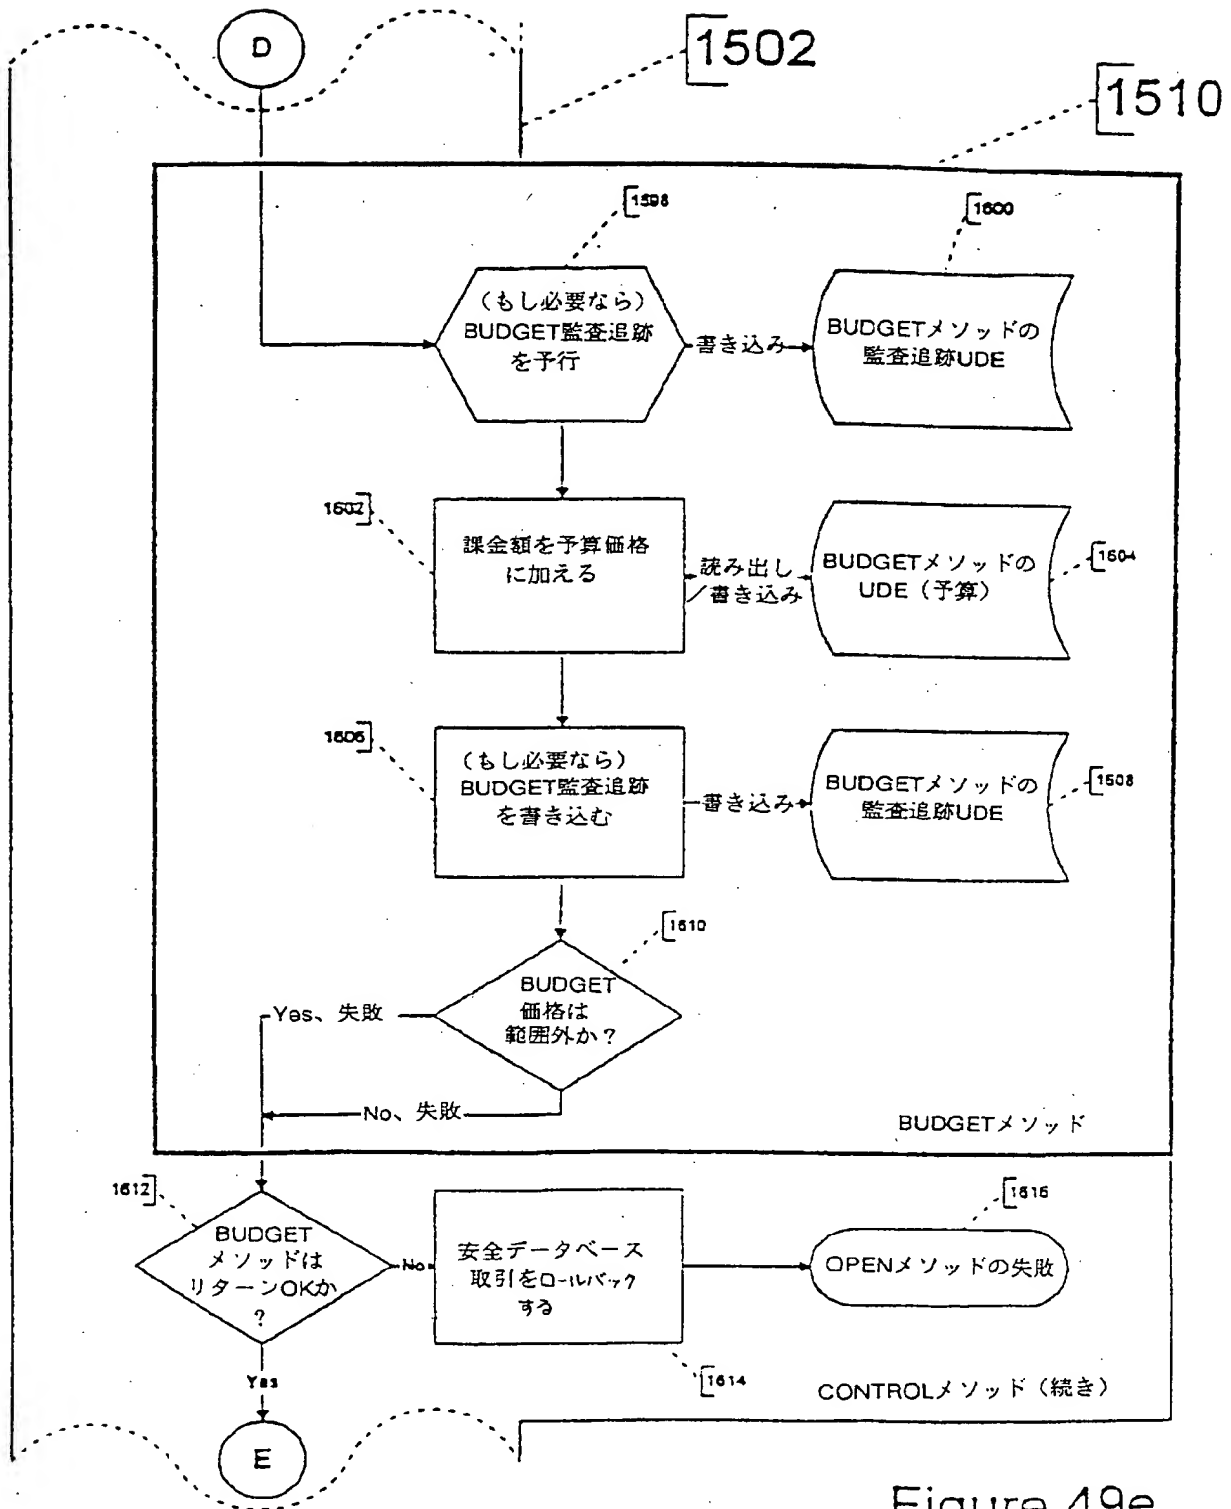 D
1502
1510
1598
1600
（もし必要なら）
BUDGET監査追跡
を予行
書き込み
BUDGETメソッドの
監査追跡UDE
1602
課金額を予算価格
に加える
読み出し
／書き込み
BUDGETメソッドの
UDE（予算）
1604
1606
（もし必要なら）
BUDGET監査追跡
を書き込む
書き込み
BUDGETメソッドの
監査追跡UDE
1608
1610
BUDGET
価格は
範囲外か？
Yes、失敗
No、失敗
BUDGETメソッド
1612
BUDGET
メソッドは
リターンOKか
？
No
安全データベース
取引をロールバック
する
1616
OPENメソッドの失敗
Yes
1614
CONTROLメソッド（続き）
E
Figure 49e